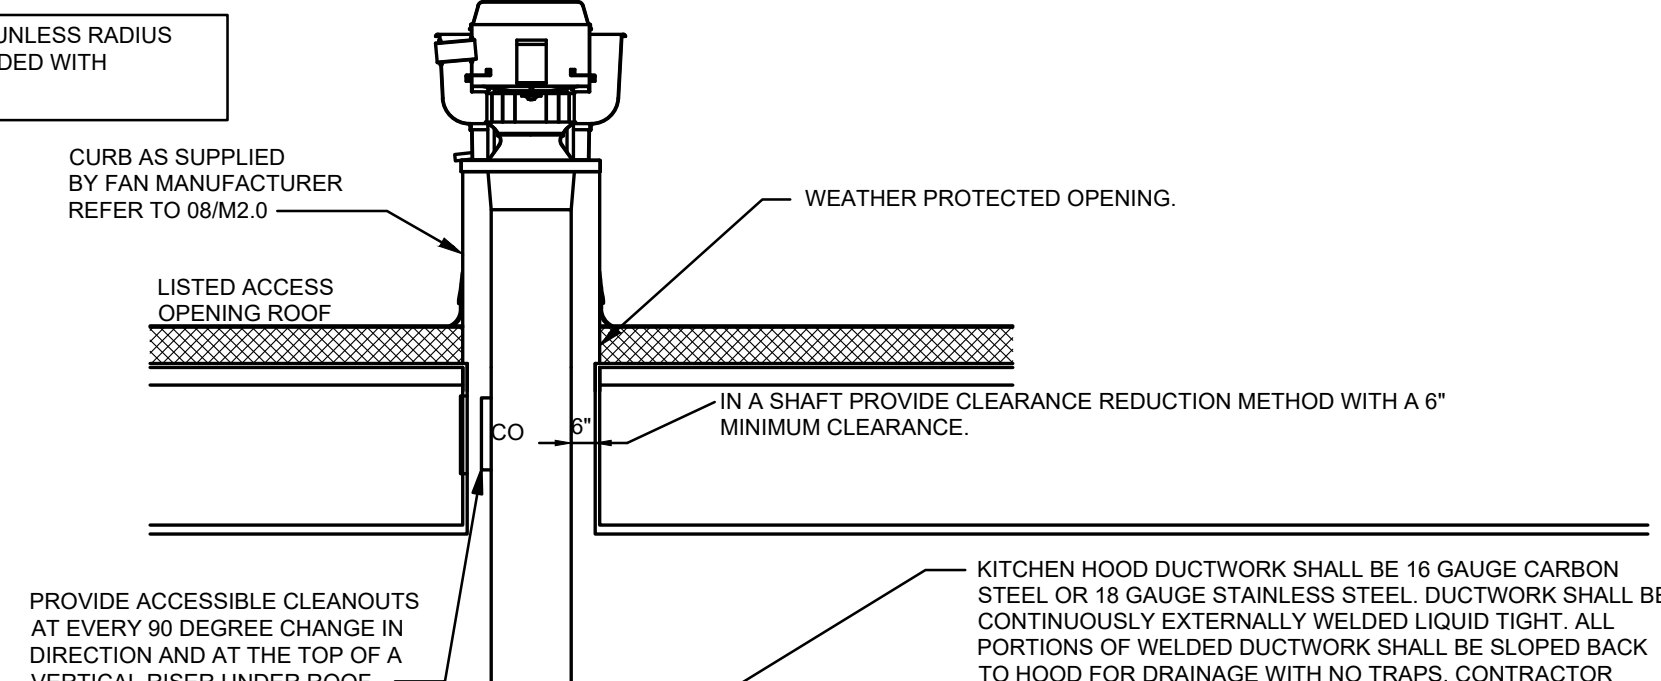 UNLESS RADIUS
DED WITH
CURB AS SUPPLIED
BY FAN MANUFACTURER
REFER TO 08/M2.0
WEATHER PROTECTED OPENING.
LISTED ACCESS
OPENING ROOF
IN A SHAFT PROVIDE CLEARANCE REDUCTION METHOD WITH A 6"
MINIMUM CLEARANCE.
CO
6"
PROVIDE ACCESSIBLE CLEANOUTS
AT EVERY 90 DEGREE CHANGE IN
DIRECTION AND AT THE TOP OF A
VERTICAL RISER UNDER ROOF
KITCHEN HOOD DUCTWORK SHALL BE 16 GAUGE CARBON
STEEL OR 18 GAUGE STAINLESS STEEL. DUCTWORK SHALL BE
CONTINUOUSLY EXTERNALLY WELDED LIQUID TIGHT. ALL
PORTIONS OF WELDED DUCTWORK SHALL BE SLOPED BACK
TO HOOD FOR DRAINAGE WITH NO TRAPS. CONTRACTOR